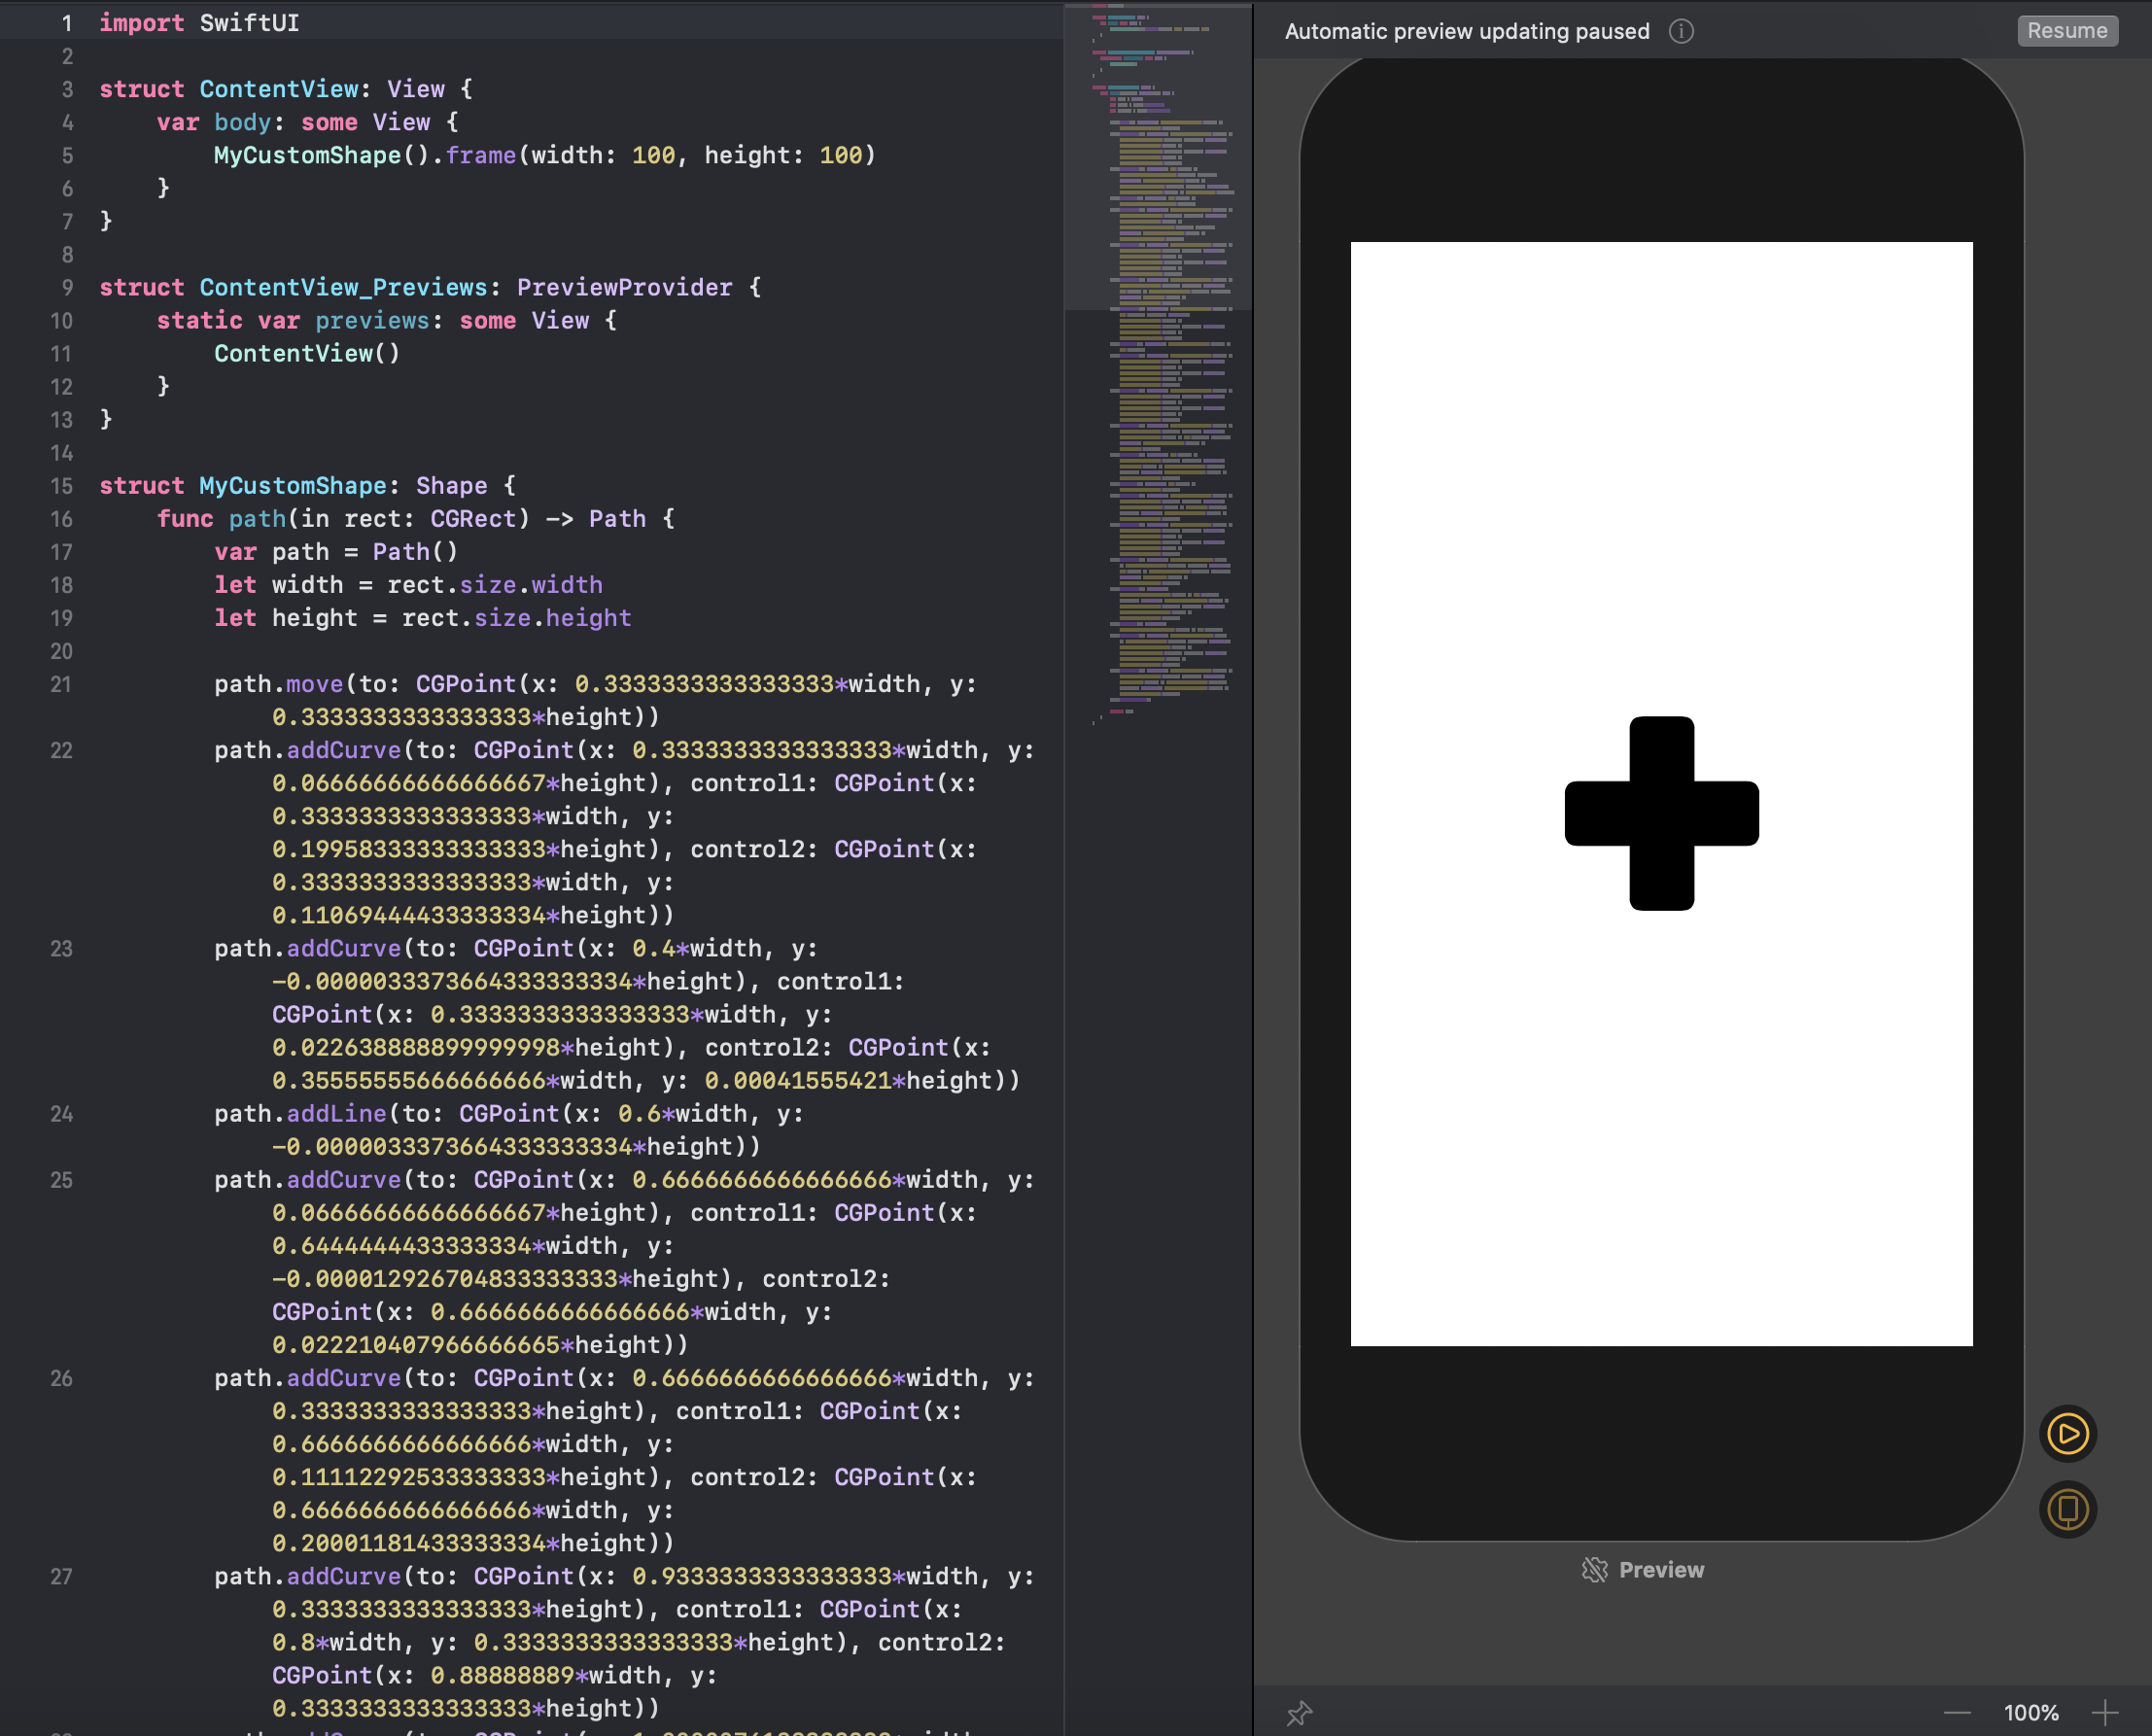 1 import SwiftUI
2
3 struct ContentView: View {
4 var body: some View {
5 MyCustomShape().frame(width: 100, height: 100)
6 }
7 }
8
9 struct ContentView_Previews: PreviewProvider {
10 static var previews: some View {
11 ContentView()
12 }
13 }
14
15 struct MyCustomShape: Shape {
16 func path(in rect: CGRect) -> Path {
17 var path = Path()
18 let width = rect.size.width
19 let height = rect.size.height
20
21 path.move(to: CGPoint(x: 0.3333333333333333*width, y:
0.3333333333333333*height))
22 path.addCurve(to: CGPoint(x: 0.3333333333333333*width, y:
0.06666666666666667*height), control1: CGPoint(x:
0.3333333333333333*width, y:
0.19958333333333333*height), control2: CGPoint(x:
0.3333333333333333*width, y:
0.11069444433333334*height))
23 path.addCurve(to: CGPoint(x: 0.4*width, y:
-0.00000333736643333333334*height), control1:
CGPoint(x: 0.3333333333333333*width, y:
0.022638888899999998*height), control2: CGPoint(x:
0.35555555666666666*width, y: 0.00041555421*height))
24 path.addLine(to: CGPoint(x: 0.6*width, y:
-0.00000333736643333333334*height))
25 path.addCurve(to: CGPoint(x: 0.6666666666666666*width, y:
0.06666666666666667*height), control1: CGPoint(x:
0.6444444433333334*width, y:
-0.000012926704833333333*height), control2:
CGPoint(x: 0.6666666666666666*width, y:
0.022221040796666665*height))
26 path.addCurve(to: CGPoint(x: 0.6666666666666666*width, y:
0.3333333333333333*height), control1: CGPoint(x:
0.6666666666666666*width, y:
0.11112292533333333*height), control2: CGPoint(x:
0.6666666666666666*width, y:
0.20001181433333334*height))
27 path.addCurve(to: CGPoint(x: 0.9333333333333333*width, y:
0.3333333333333333*height), control1: CGPoint(x:
0.8*width, y: 0.3333333333333333*height), control2:
CGPoint(x: 0.88888889*width, y:
0.3333333333333333*height))
Automatic preview updating paused
Resume
Preview
100%